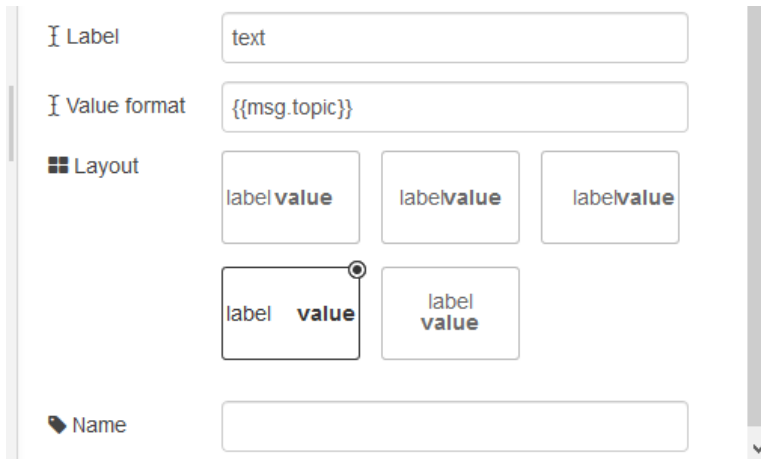 Label
text
Value format
{{msg.topic}}
Layout
label value
labelvalue
labelvalue
label value
label
value
Name